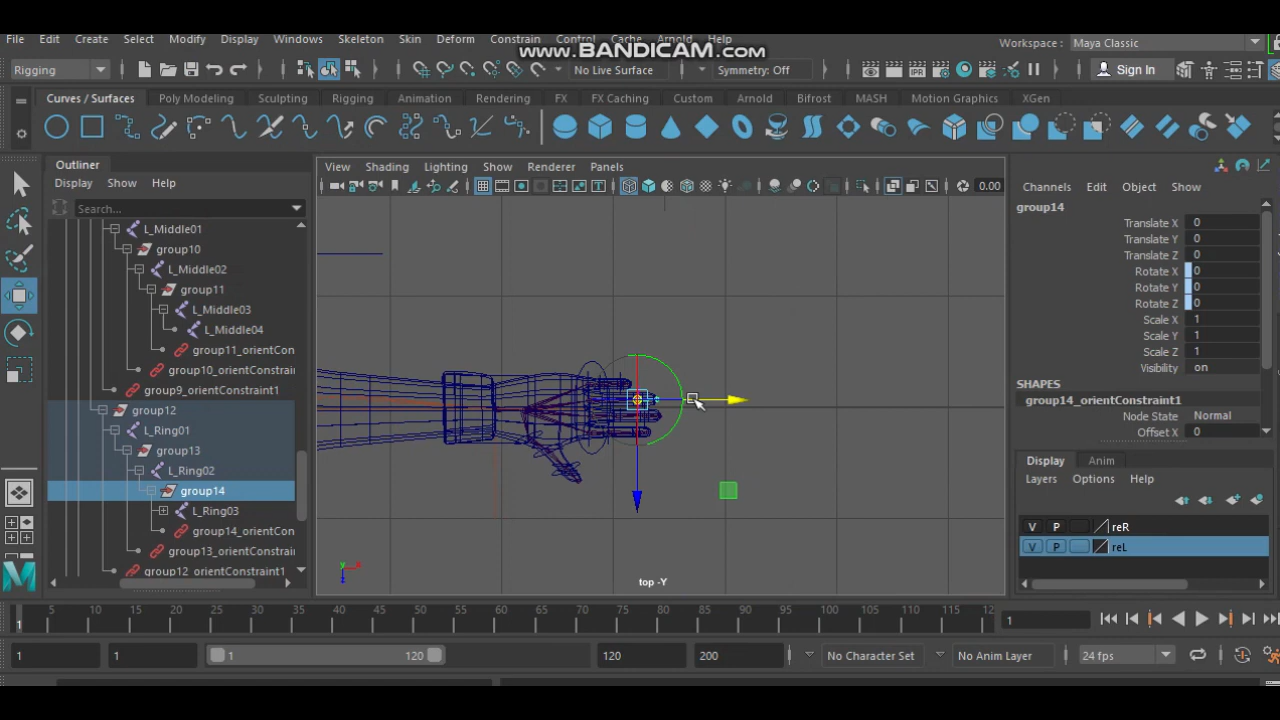 File Edit Create Select Modify Display Windows Skeleton Skin Deform Constrain Control Cache Arnold Help
www.BANDICAM.com
Workspace : Maya Classic
Rigging
No Live Surface
Symmetry: Off
Sign In
Curves / Surfaces Poly Modeling Sculpting Rigging Animation Rendering FX FX Caching Custom Arnold Bifrost MASH Motion Graphics XGen
Outliner
Display Show Help
Search...
L_Middle01
group10
L_Middle02
group11
L_Middle03
L_Middle04
group11_orientCon
group10_orientConstrai
group9_orientConstraint1
group12
L_Ring01
group13
L_Ring02
group14
L_Ring03
group14_orientCon
group13_orientConstrain
group12_orientConstraint1
View Shading Lighting Show Renderer Panels
0.00
top -Y
Channels Edit Object Show
group14
Translate X 0
Translate Y 0
Translate Z 0
Rotate X 0
Rotate Y 0
Rotate Z 0
Scale X 1
Scale Y 1
Scale Z 1
Visibility on
SHAPES
group14_orientConstraint1
Node State Normal
Offset X 0
Display Anim
Layers Options Help
V P reR
V P reL
5 10 15 20 25 30 35 40 45 50 55 60 65 70 75 80 85 90 95 100 105 110 115 12
1
1
1 1 1 120 120 200 No Character Set No Anim Layer 24 fps